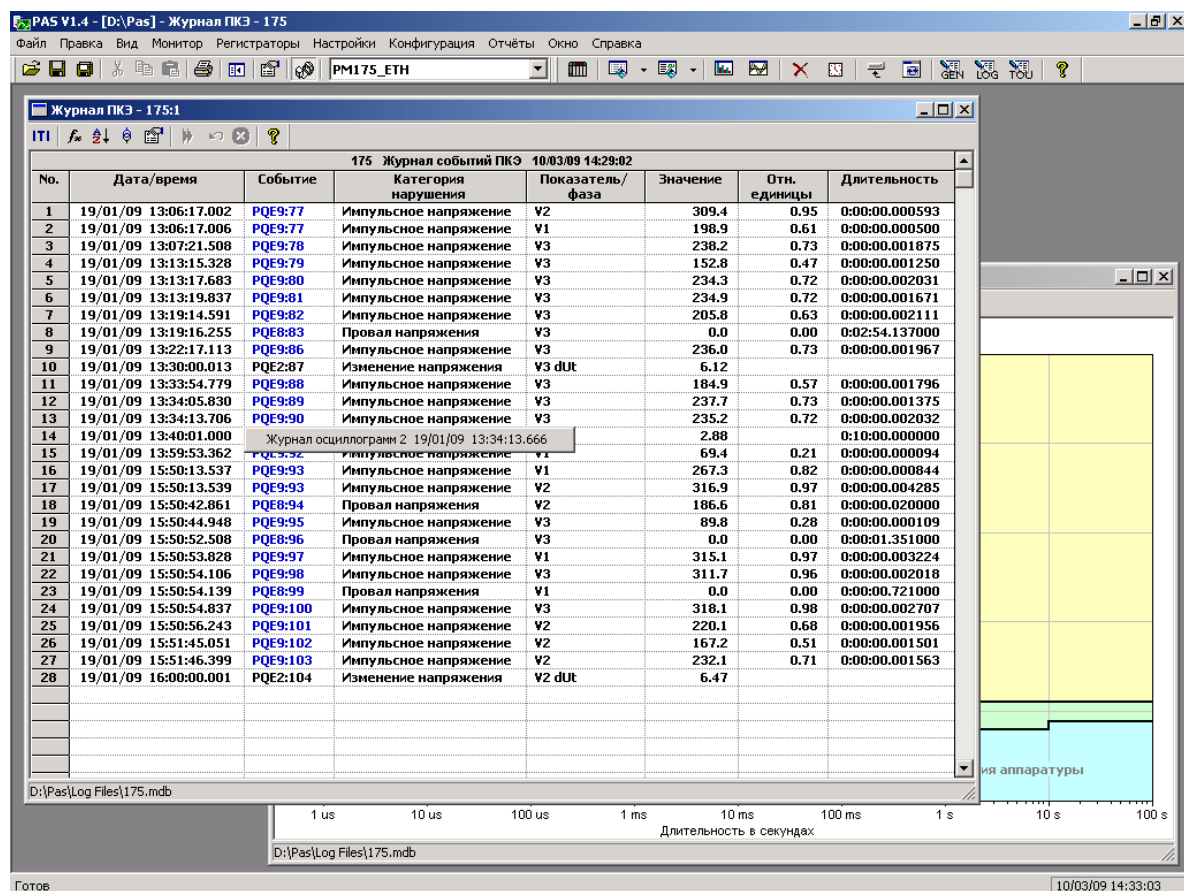 PAS V1.4 - [D:\Pas] - Журнал ПКЭ - 175
Файл Правка Вид Монитор Регистраторы Настройки Конфигурация Отчёты Окно Справка
PM175_ETH GEN LOG TOU
Журнал ПКЭ - 175:1
ITI
175 Журнал событий ПКЭ 10/03/09 14:29:02
No. Дата/время Событие Категория нарушения Показатель/фаза Значение Отн. единицы Длительность
1 19/01/09 13:06:17.002 PQE9:77 Импульсное напряжение V2 309.4 0.95 0:00:00.000593
2 19/01/09 13:06:17.006 PQE9:77 Импульсное напряжение V1 198.9 0.61 0:00:00.000500
3 19/01/09 13:07:21.508 PQE9:78 Импульсное напряжение V3 238.2 0.73 0:00:00.001875
4 19/01/09 13:13:15.328 PQE9:79 Импульсное напряжение V3 152.8 0.47 0:00:00.001250
5 19/01/09 13:13:17.683 PQE9:80 Импульсное напряжение V3 234.3 0.72 0:00:00.002031
6 19/01/09 13:13:19.837 PQE9:81 Импульсное напряжение V3 234.9 0.72 0:00:00.001671
7 19/01/09 13:19:14.591 PQE9:82 Импульсное напряжение V3 205.8 0.63 0:00:00.002111
8 19/01/09 13:19:16.255 PQE8:83 Провал напряжения V3 0.0 0.00 0:02:54.137000
9 19/01/09 13:22:17.113 PQE9:86 Импульсное напряжение V3 236.0 0.73 0:00:00.001967
10 19/01/09 13:30:00.013 PQE2:87 Изменение напряжения V3 dUt 6.12
11 19/01/09 13:33:54.779 PQE9:88 Импульсное напряжение V3 184.9 0.57 0:00:00.001796
12 19/01/09 13:34:05.830 PQE9:89 Импульсное напряжение V3 237.7 0.73 0:00:00.001375
13 19/01/09 13:34:13.706 PQE9:90 Импульсное напряжение V3 235.2 0.72 0:00:00.002032
14 19/01/09 13:40:01.000 2.88 0:10:00.000000
Журнал осциллограмм 2 19/01/09 13:34:13.666
15 19/01/09 13:59:53.362 PQE9:92 Импульсное напряжение V1 69.4 0.21 0:00:00.000094
16 19/01/09 15:50:13.537 PQE9:93 Импульсное напряжение V1 267.3 0.82 0:00:00.000844
17 19/01/09 15:50:13.539 PQE9:93 Импульсное напряжение V2 316.9 0.97 0:00:00.004285
18 19/01/09 15:50:42.861 PQE8:94 Провал напряжения V2 186.6 0.81 0:00:00.020000
19 19/01/09 15:50:44.948 PQE9:95 Импульсное напряжение V3 89.8 0.28 0:00:00.000109
20 19/01/09 15:50:52.508 PQE8:96 Провал напряжения V3 0.0 0.00 0:00:01.351000
21 19/01/09 15:50:53.828 PQE9:97 Импульсное напряжение V1 315.1 0.97 0:00:00.003224
22 19/01/09 15:50:54.106 PQE9:98 Импульсное напряжение V3 311.7 0.96 0:00:00.002018
23 19/01/09 15:50:54.139 PQE8:99 Провал напряжения V1 0.0 0.00 0:00:00.721000
24 19/01/09 15:50:54.837 PQE9:100 Импульсное напряжение V3 318.1 0.98 0:00:00.002707
25 19/01/09 15:50:56.243 PQE9:101 Импульсное напряжение V2 220.1 0.68 0:00:00.001956
26 19/01/09 15:51:45.051 PQE9:102 Импульсное напряжение V2 167.2 0.51 0:00:00.001501
27 19/01/09 15:51:46.399 PQE9:103 Импульсное напряжение V2 232.1 0.71 0:00:00.001563
28 19/01/09 16:00:00.001 PQE2:104 Изменение напряжения V2 dUt 6.47
D:\Pas\Log Files\175.mdb
аппаратуры
1 us 10 us 100 us 1 ms 10 ms 100 ms 1 s 10 s 100 s
Длительность в секундах
D:\Pas\Log Files\175.mdb
Готов 10/03/09 14:33:03